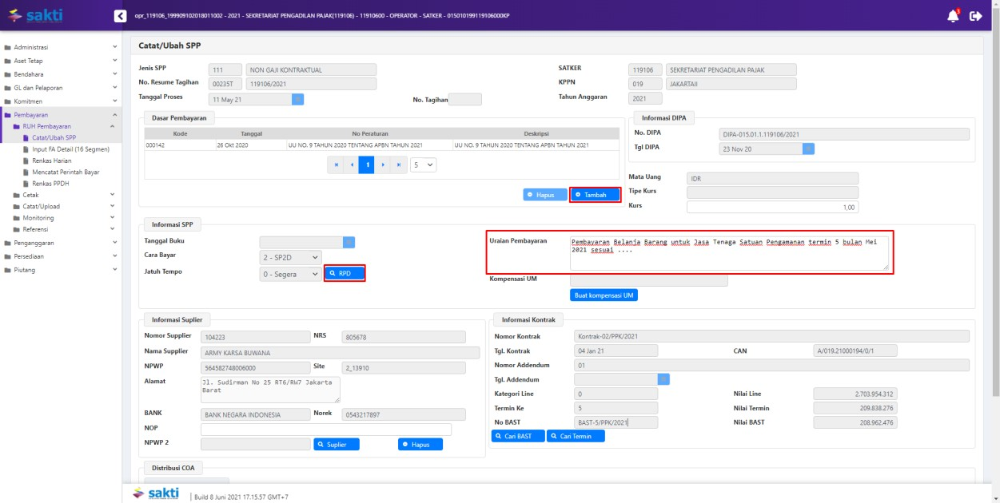 sakti
opr_119106_199909102018011002 - 2021 - SEKRETARIAT PENGADILAN PAJAK(119106) - 11910600 - OPERATOR - SATKER - 015010199119106000KP
3
Administrasi
Aset Tetap
Bendahara
GL dan Pelaporan
Komitmen
Pembayaran
RUH Pembayaran
Catat/Ubah SPP
Input FA Detail (16 Segmen)
Renkas Harian
Mencatat Perintah Bayar
Renkas PPDH
Cetak
Catat/Upload
Monitoring
Referensi
Penganggaran
Persediaan
Piutang
Catat/Ubah SPP
Jenis SPP 111 NON GAJI KONTRAKTUAL
No. Resume Tagihan 00235T 119106/2021
Tanggal Proses 11 May 21 No. Tagihan
SATKER 119106 SEKRETARIAT PENGADILAN PAJAK
KPPN 019 JAKARTAII
Tahun Anggaran 2021
Dasar Pembayaran
Kode Tanggal No Peraturan Deskripsi
000142 26 Okt 2020 UU NO. 9 TAHUN 2020 TENTANG APBN TAHUN 2021 UU NO. 9 TAHUN 2020 TENTANG APBN TAHUN 2021
1 5
Hapus Tambah
Informasi DIPA
No. DIPA DIPA-015.01.1.119106/2021
Tgl DIPA 23 Nov 20
Mata Uang IDR
Tipe Kurs
Kurs 1,00
Informasi SPP
Tanggal Buku
Cara Bayar 2 - SP2D
Jatuh Tempo 0 - Segera RPD
Uraian Pembayaran Pembayaran Belanja Barang untuk Jasa Tenaga Satuan Pengamanan termin 5 bulan Mei
2021 sesuai ....
Kompensasi UM
Buat kompensasi UM
Informasi Suplier
Nomor Supplier 104223 NRS 805678
Nama Supplier ARMY KARSA BUWANA
NPWP 564582748006000 Site 2_13910
Alamat Jl. Sudirman No 25 RT6/RW7 Jakarta
Barat
BANK BANK NEGARA INDONESIA Norek 0543217897
NOP
NPWP 2 Suplier Hapus
Informasi Kontrak
Nomor Kontrak Kontrak-02/PPK/2021
Tgl. Kontrak 04 Jan 21 CAN A/019.21000194/0/1
Nomor Addendum 01
Tgl. Addendum
Kategori Line 0 Nilai Line 2.703.954.312
Termin Ke 5 Nilai Termin 209.838.276
No BAST BAST-5/PPK/2021 Nilai BAST 208.962.476
Cari BAST Cari Termin
Distribusi COA
sakti | Build 8 Juni 2021 17.15.57 GMT+7